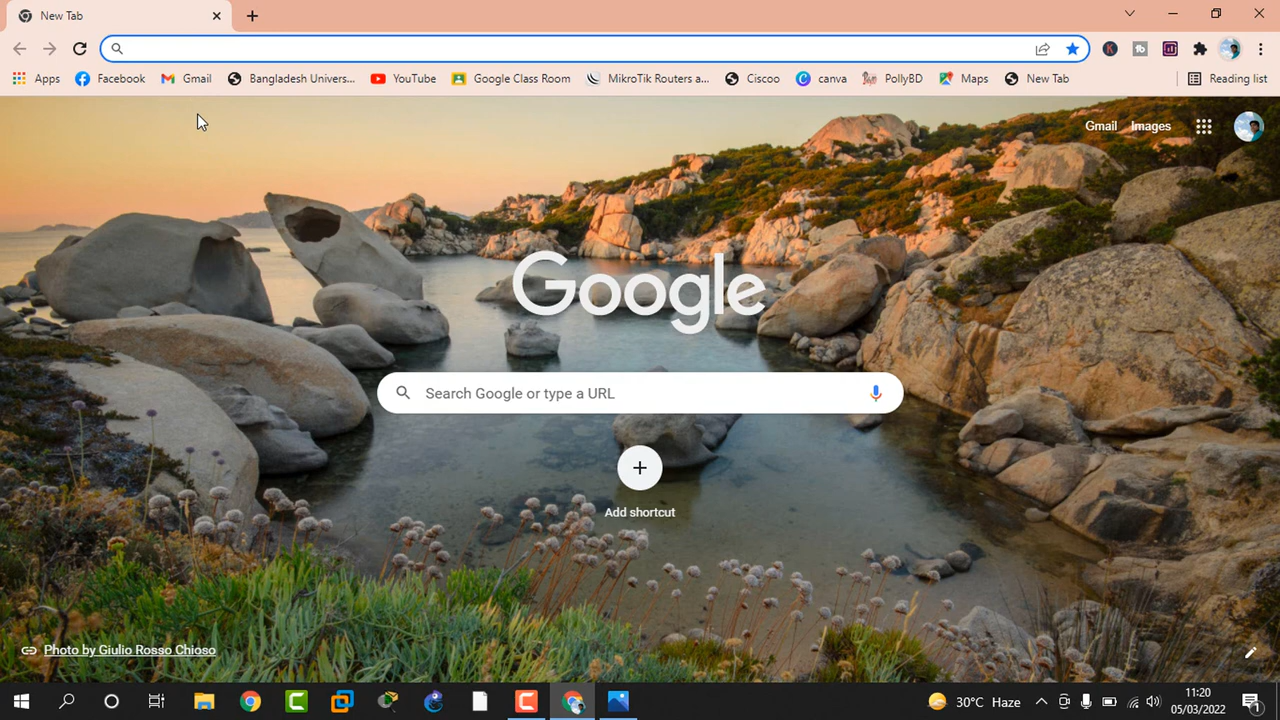 New Tab
Apps Facebook Gmail Bangladesh Univers... YouTube Google Class Room MikroTik Routers a... Ciscoo canva PollyBD Maps New Tab Reading list
Gmail Images
Google
Search Google or type a URL
Add shortcut
Photo by Giulio Rosso Chioso
30°C Haze
11:20
05/03/2022